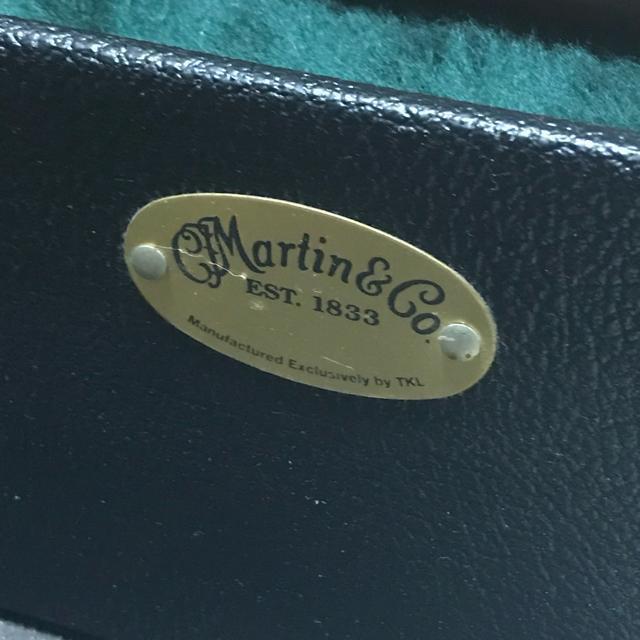 CFMartin & Co.
EST. 1833
Manufactured Exclusively by TKL